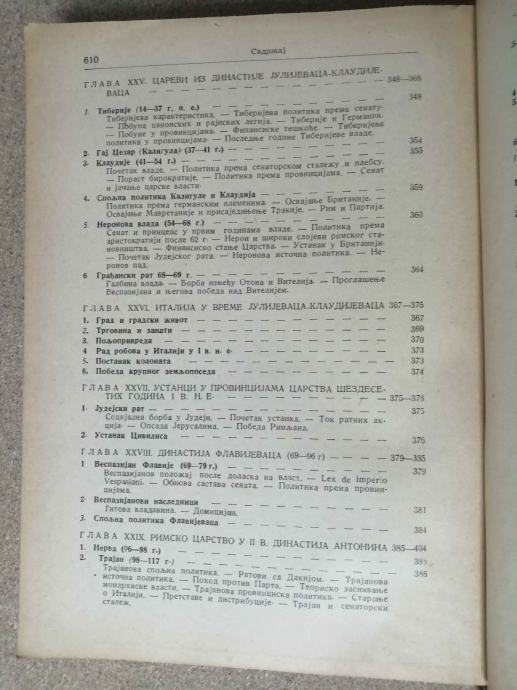 610
Садржај
ГЛАВА XXV. ЦАРЕВИ ИЗ ДИНАСТИЈЕ ЈУЛИЈЕВАЦА-КЛАУДИЈЕ-
ВАЦА — — — — — — — — — — — — 348—366
1. Тиберије (14—37 г. н. е.) — — — — — — — — 348
Тиберијева карактеристика. — Тиберијева политика према сенату.
— Побуна панонских и рајнских легија. — Тиберије и Германик.
— Побуне у провинцијама. — Финансиске тешкоће. — Тиберијева
политика у провинцијама — Последње године Тиберијеве владе.
2. Гај Цезар (Калигула) (37—41 г.) — — — — — — 354
3. Клаудије (41—54 г.) — — — — — — — — — 355
Почетак владе. — Политика према сенаторском сталежу и плебсу.
— Пораст бирократије. — Политика према провинцијама. — Сенат
и јачање царске власти.
4. Спољна политика Калигуле и Клаудија — — — — — 359
Политика према германским племенима. — Освајање Британије. —
Освајање Мавретаније и присаједињење Тракије. — Рим и Партија.
5 Неронова влада (54—68 г.) — — — — — — — 360
Сенат и принцепс у првим годинама владе. — Политика према
аристократији после 62 г. — Нерон и широки слојеви римског ста-
новништва. — Финансиско стање Царства. — Устанак у Британији.
— Почетак Јудејског рата. — Неронова источна политика. — Не-
ронов пад.
6 Грађански рат 68—69 г. — — — — — — — — 364
Галбина влада. — Борба између Отона и Вителија. — Проглашење
Веспазијана и његова победа над Вителијем.
ГЛАВА XXVI. ИТАЛИЈА У ВРЕМЕ ЈУЛИЈЕВАЦА-КЛАУДИЈЕВАЦА 367—375
1. Град и градски живот — — — — — — — — 367
2. Трговина и занати — — — — — — — — — 369
3. Пољопривреда — — — — — — — — — — 370
4 Рад робова у Италији у I в. н. е. — — — — — — 373
5. Постанак колоната — — — — — — — — — 373
6. Победа крупног земљопоседа — — — — — — — 374
ГЛАВА XXVII. УСТАНЦИ У ПРОВИНЦИЈАМА ЦАРСТВА ШЕЗДЕСЕ-
ТИХ ГОДИНА I В. Н. Е. — — — — — — — 375—378
1. Јудејски рат — — — — — — — — — — 375
Социјална борба у Јудеји. — Почетак устанка. — Ток ратних ак-
ција. — Опсада Јерусалима. — Победа Римљана.
2. Устанак Цивилиса — — — — — — — — — 378
ГЛАВА XXVIII. ДИНАСТИЈА ФЛАВИЈЕВАЦА (69—96 г.) — — 379—385
1 Веспазијан Флавије (69—79 г.) — — — — — — 379
Веспазијанов положај после доласка на власт. — Lex de imperio
Vespasiani. — Обнова састава сената. — Политика према провин-
цијама.
2. Веспазијанови наследници — — — — — — — 381
Титова владавина. — Домицијан.
3. Спољна политика Флавијеваца — — — — — — 384
ГЛАВА XXIX. РИМСКО ЦАРСТВО У II В. ДИНАСТИЈА АНТОНИНА 385—404
1. Нерва (96—98 г.) — — — — — — — — — 385
2. Трајан (98—117 г.) — — — — — — — — — 386
Трајанова спољна политика. — Ратови са Дакијом. — Трајанова
источна политика. — Поход против Парта. — Теориско заснивање
монархиске власти. — Трајанова провинциска политика. — Старање
о Италији. — Претставе и дистрибуције. — Трајан и сенаторски
сталеж.